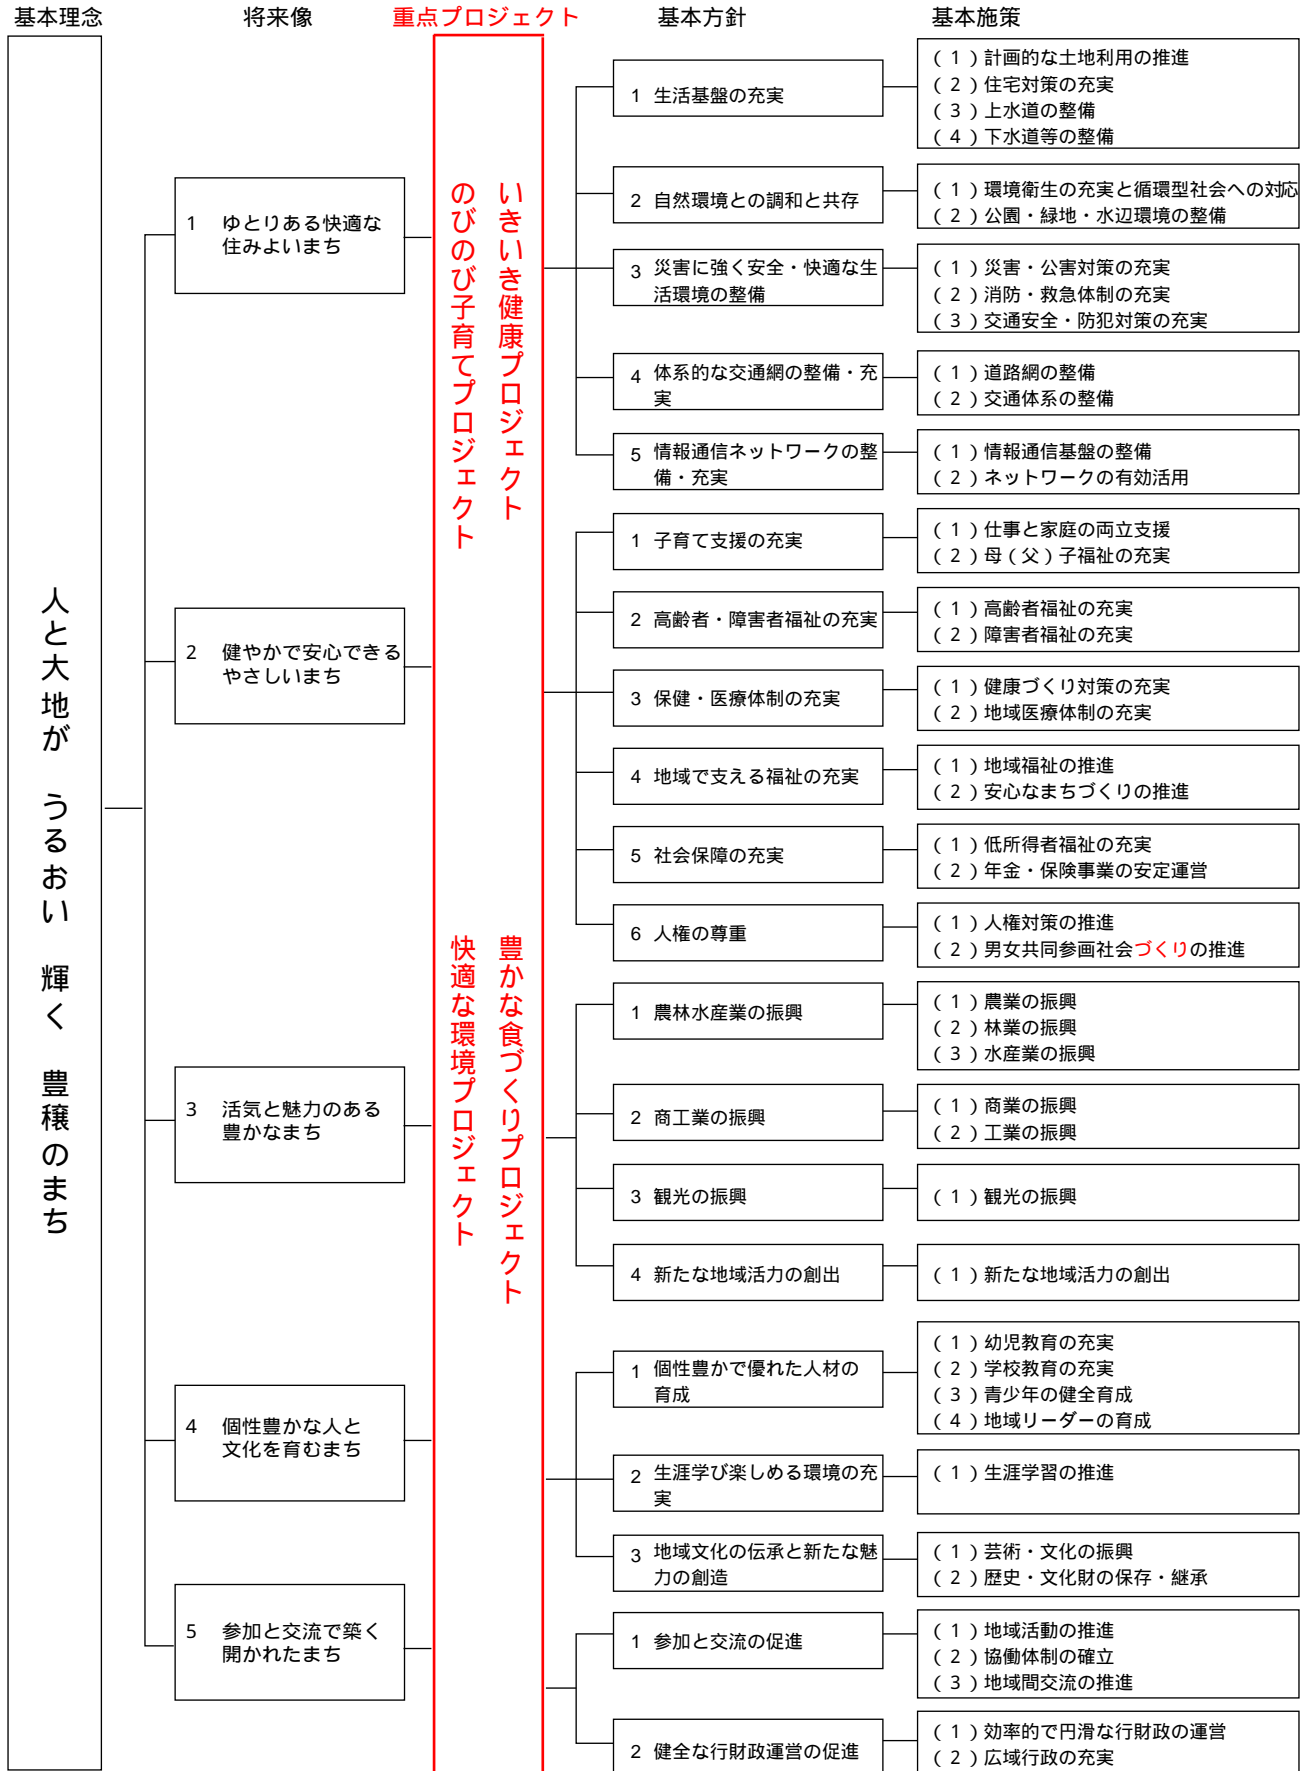 基本理念
将来像
重点プロジェクト
基本方針
基本施策
人と大地が うるおい 輝く 豊穣のまち
1 ゆとりある快適な
住みよいまち
2 健やかで安心できる
やさしいまち
3 活気と魅力のある
豊かなまち
4 個性豊かな人と
文化を育むまち
5 参加と交流で築く
開かれたまち
いきいき健康プロジェクト
のびのび子育てプロジェクト
豊かな食づくりプロジェクト
快適な環境プロジェクト
1 生活基盤の充実
(1)計画的な土地利用の推進
(2)住宅対策の充実
(3)上水道の整備
(4)下水道等の整備
2 自然環境との調和と共存
(1)環境衛生の充実と循環型社会への対応
(2)公園・緑地・水辺環境の整備
3 災害に強く安全・快適な生
活環境の整備
(1)災害・公害対策の充実
(2)消防・救急体制の充実
(3)交通安全・防犯対策の充実
4 体系的な交通網の整備・充
実
(1)道路網の整備
(2)交通体系の整備
5 情報通信ネットワークの整
備・充実
(1)情報通信基盤の整備
(2)ネットワークの有効活用
1 子育て支援の充実
(1)仕事と家庭の両立支援
(2)母(父)子福祉の充実
2 高齢者・障害者福祉の充実
(1)高齢者福祉の充実
(2)障害者福祉の充実
3 保健・医療体制の充実
(1)健康づくり対策の充実
(2)地域医療体制の充実
4 地域で支える福祉の充実
(1)地域福祉の推進
(2)安心なまちづくりの推進
5 社会保障の充実
(1)低所得者福祉の充実
(2)年金・保険事業の安定運営
6 人権の尊重
(1)人権対策の推進
(2)男女共同参画社会づくりの推進
1 農林水産業の振興
(1)農業の振興
(2)林業の振興
(3)水産業の振興
2 商工業の振興
(1)商業の振興
(2)工業の振興
3 観光の振興
(1)観光の振興
4 新たな地域活力の創出
(1)新たな地域活力の創出
1 個性豊かで優れた人材の
育成
(1)幼児教育の充実
(2)学校教育の充実
(3)青少年の健全育成
(4)地域リーダーの育成
2 生涯学び楽しめる環境の充
実
(1)生涯学習の推進
3 地域文化の伝承と新たな魅
力の創造
(1)芸術・文化の振興
(2)歴史・文化財の保存・継承
1 参加と交流の促進
(1)地域活動の推進
(2)協働体制の確立
(3)地域間交流の推進
2 健全な行財政運営の促進
(1)効率的で円滑な行財政の運営
(2)広域行政の充実